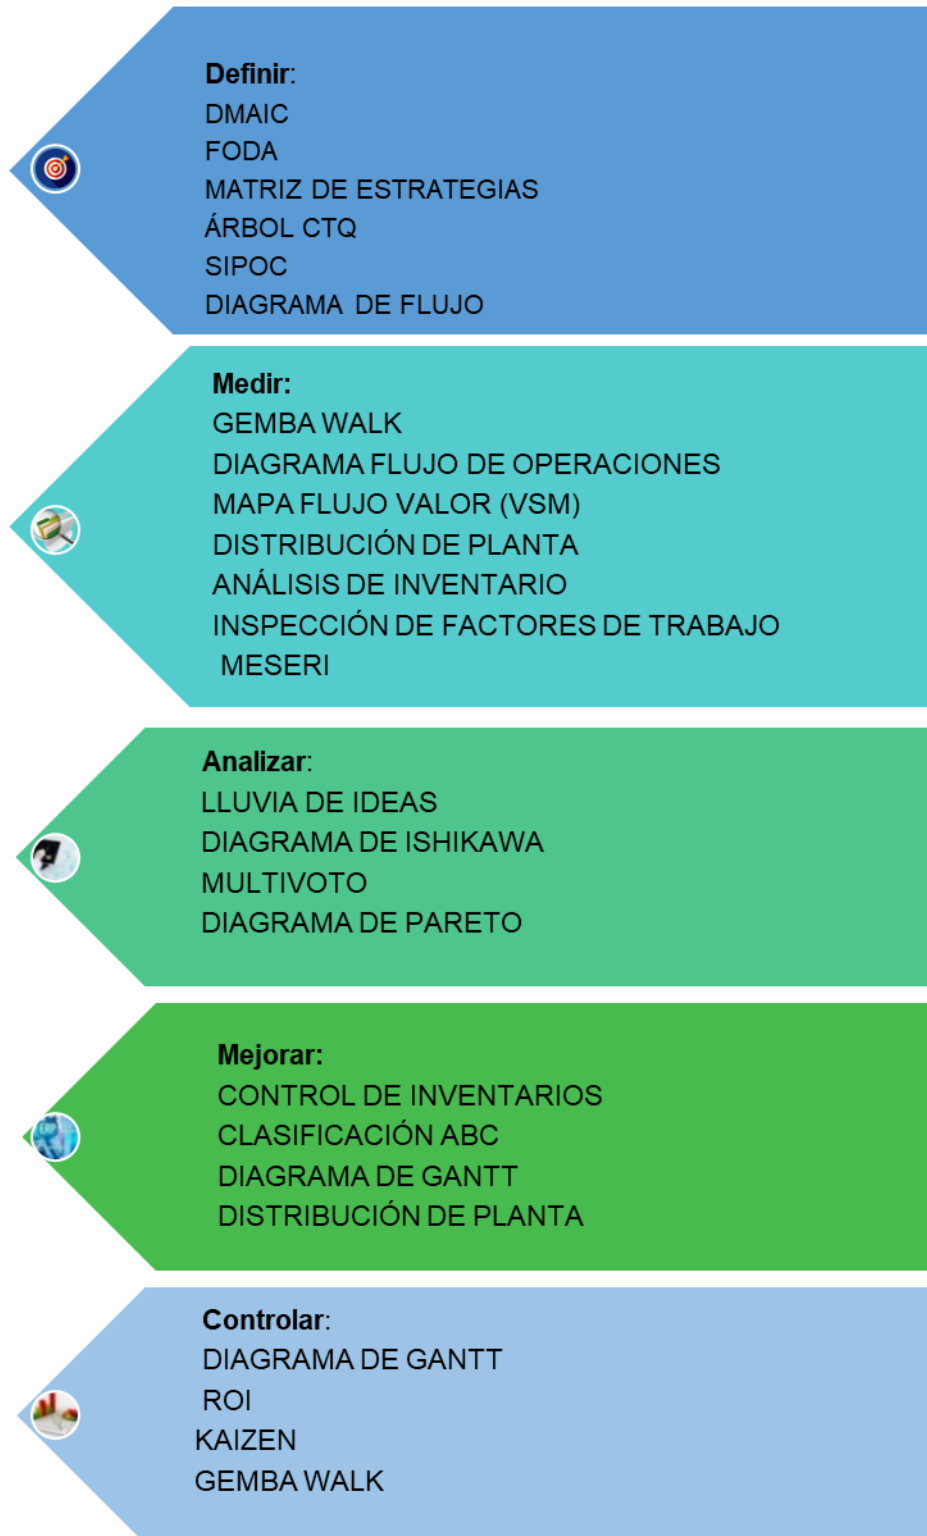 Definir:
DMAIC
FODA
MATRIZ DE ESTRATEGIAS
ÁRBOL CTQ
SIPOC
DIAGRAMA DE FLUJO
Medir:
GEMBA WALK
DIAGRAMA FLUJO DE OPERACIONES
MAPA FLUJO VALOR (VSM)
DISTRIBUCIÓN DE PLANTA
ANÁLISIS DE INVENTARIO
INSPECCIÓN DE FACTORES DE TRABAJO
MESERI
Analizar:
LLUVIA DE IDEAS
DIAGRAMA DE ISHIKAWA
MULTIVOTO
DIAGRAMA DE PARETO
Mejorar:
ERP
CONTROL DE INVENTARIOS
CLASIFICACIÓN ABC
DIAGRAMA DE GANTT
DISTRIBUCIÓN DE PLANTA
Controlar:
DIAGRAMA DE GANTT
ROI
KAIZEN
GEMBA WALK